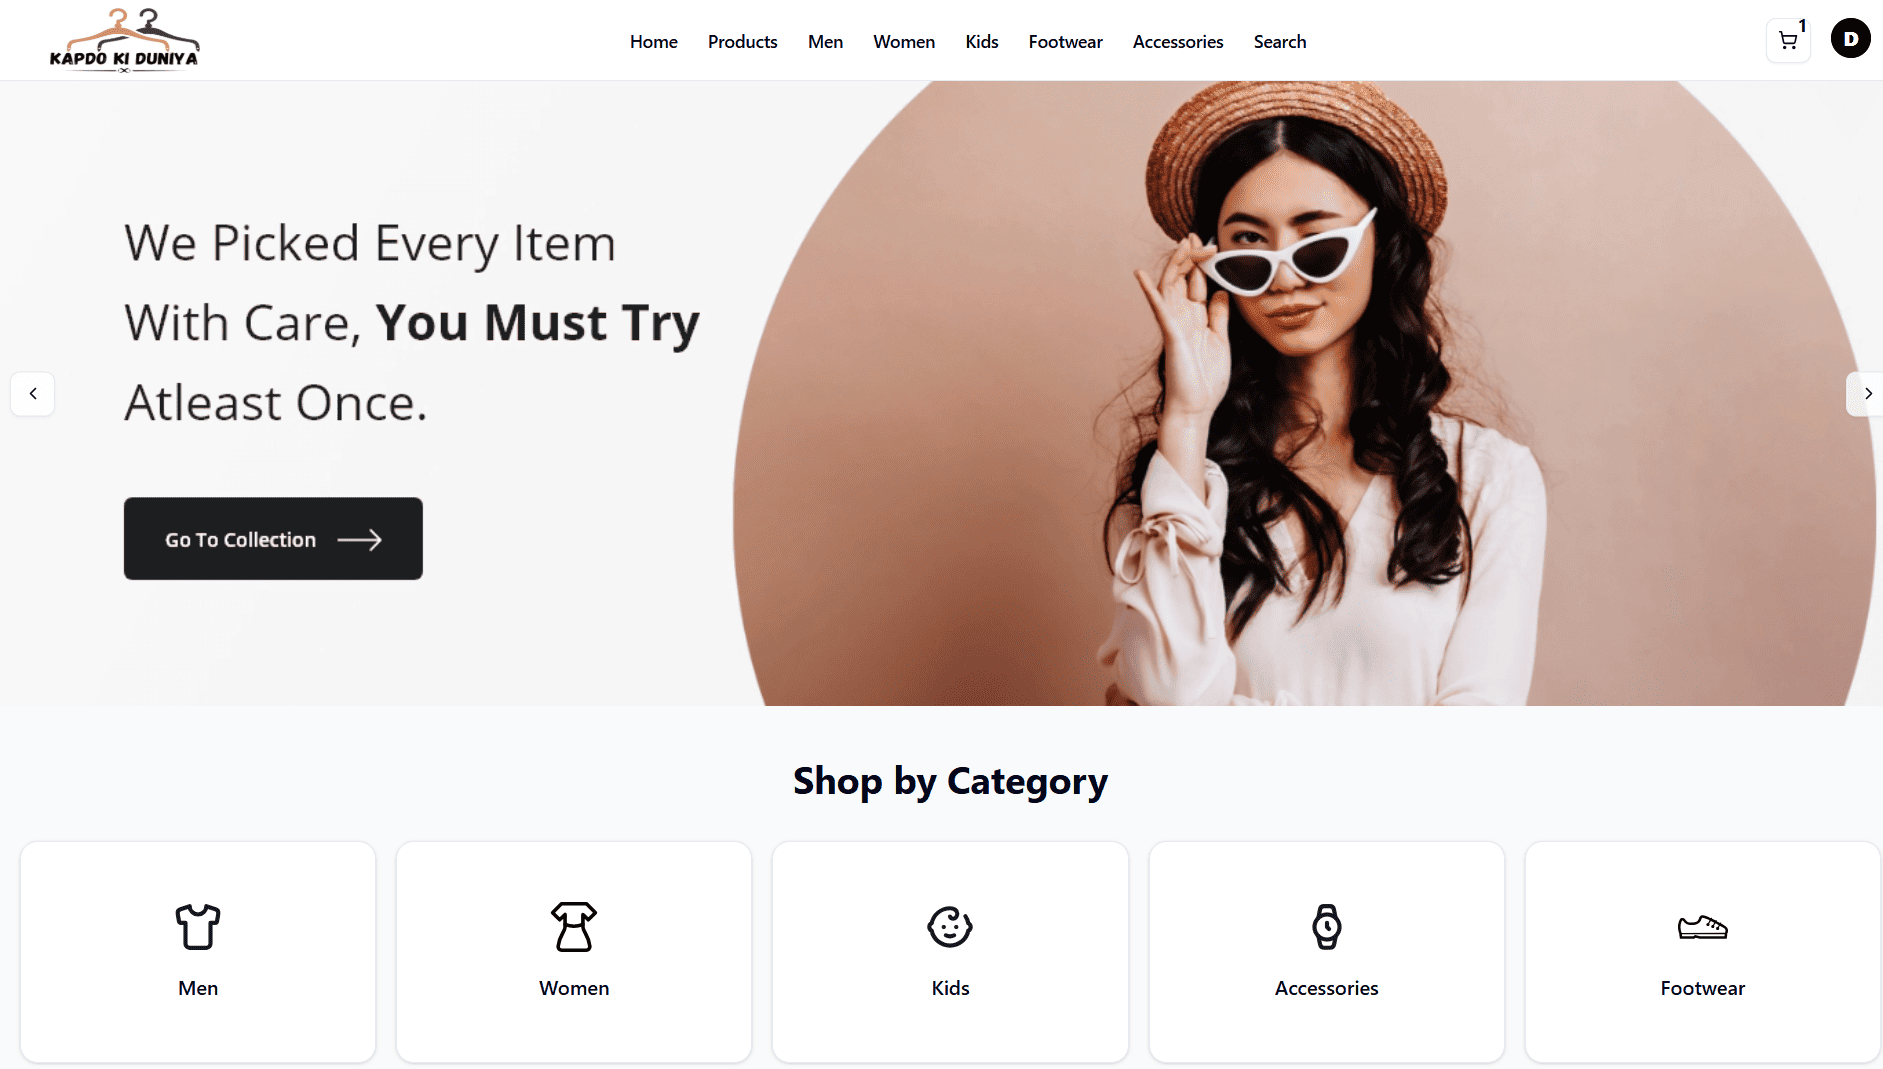 KAPDO KI DUNIYA
Home Products Men Women Kids Footwear Accessories Search
1
D
We Picked Every Item
With Care, You Must Try
Atleast Once.
Go To Collection
Shop by Category
Men Women Kids Accessories Footwear